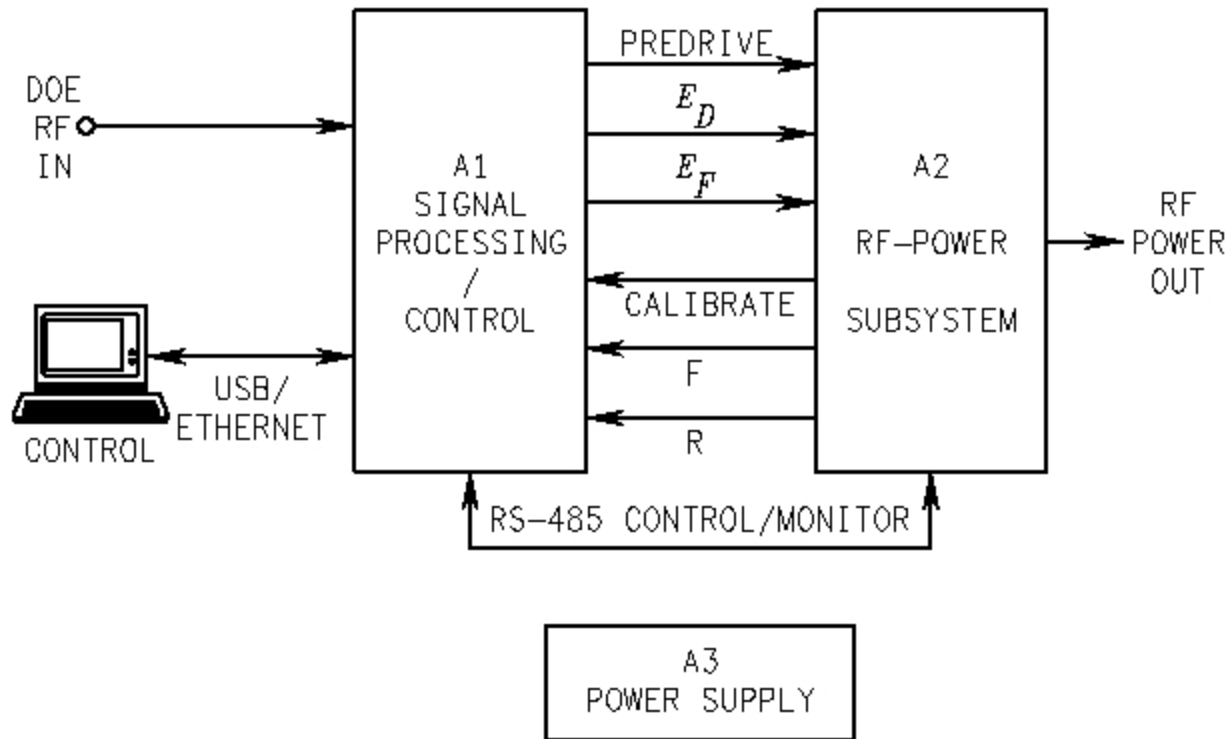 DOE
RF
IN
CONTROL
USB/
ETHERNET
A1
SIGNAL
PROCESSING
/
CONTROL
PREDRIVE
E_D
E_F
CALIBRATE
F
R
A2
RF-POWER
SUBSYSTEM
RF
POWER
OUT
RS-485 CONTROL/MONITOR
A3
POWER SUPPLY